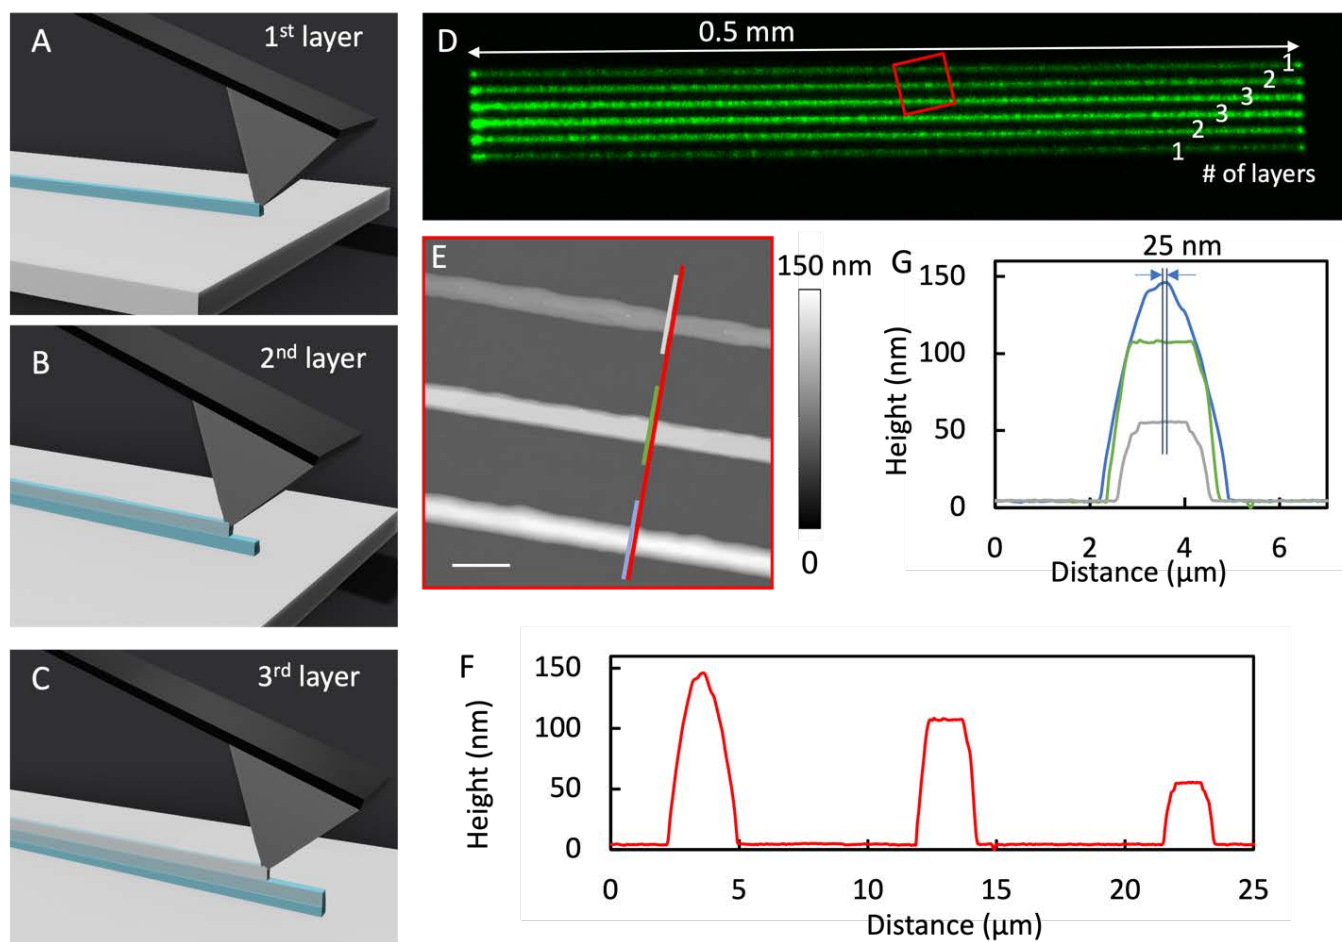 A
1st layer
B
2nd layer
C
3rd layer
D
0.5 mm
1
2
3
3
2
1
# of layers
E
150 nm
0
G
25 nm
150
100
50
0
Height (nm)
0 2 4 6
Distance (µm)
F
150
100
50
0
Height (nm)
0 5 10 15 20 25
Distance (µm)